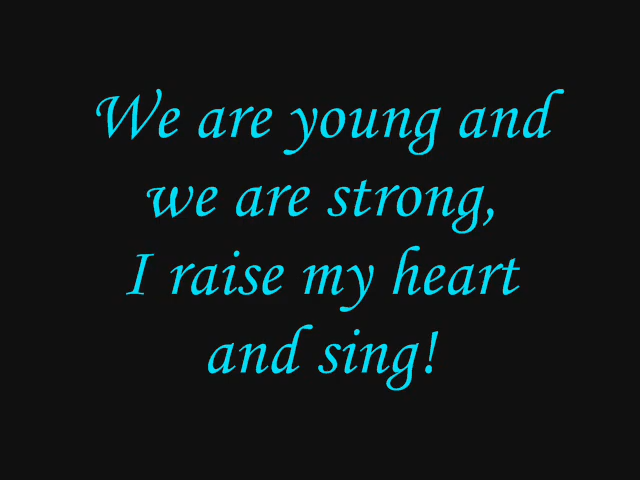 We are young and
we are strong,
I raise my heart
and sing!